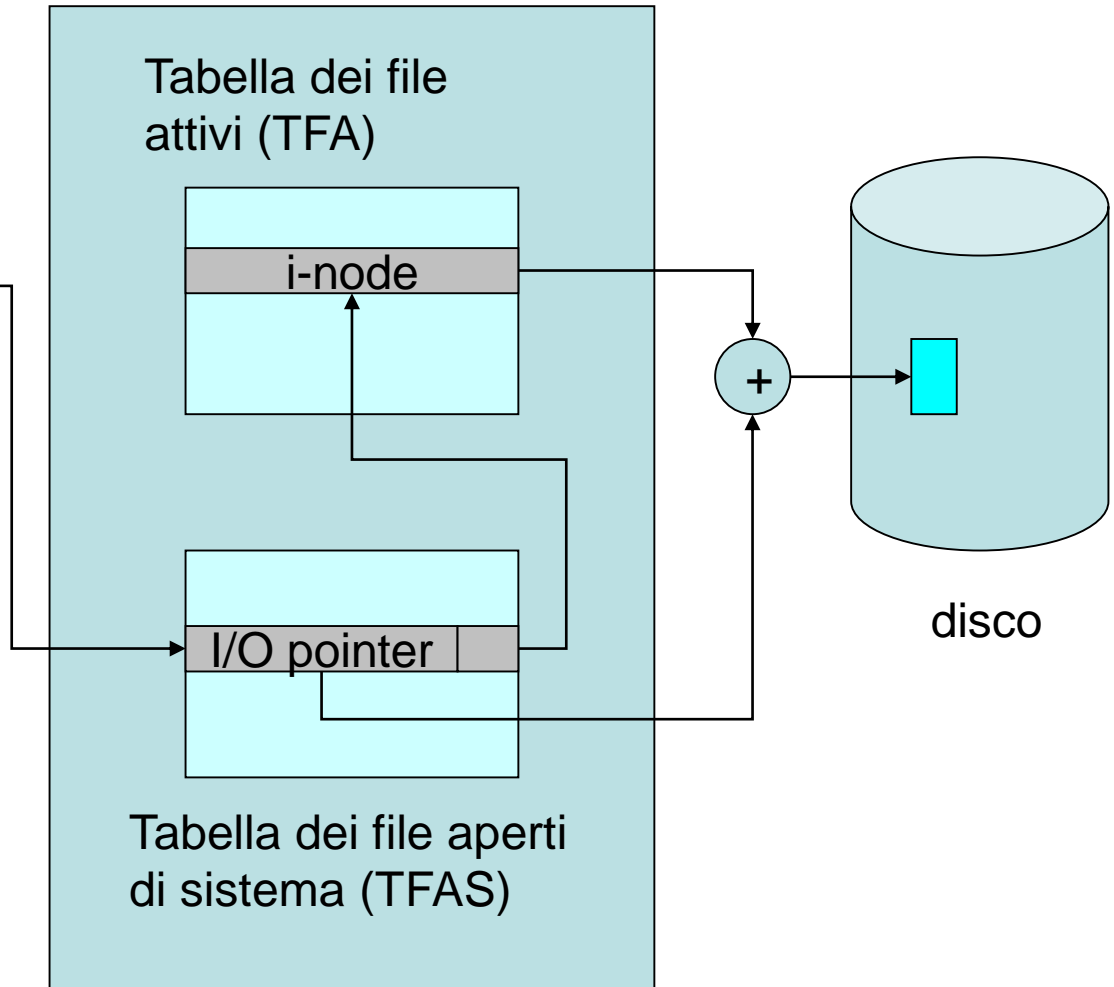 Tabella dei file
attivi (TFA)
i-node
+
I/O pointer
disco
Tabella dei file aperti
di sistema (TFAS)